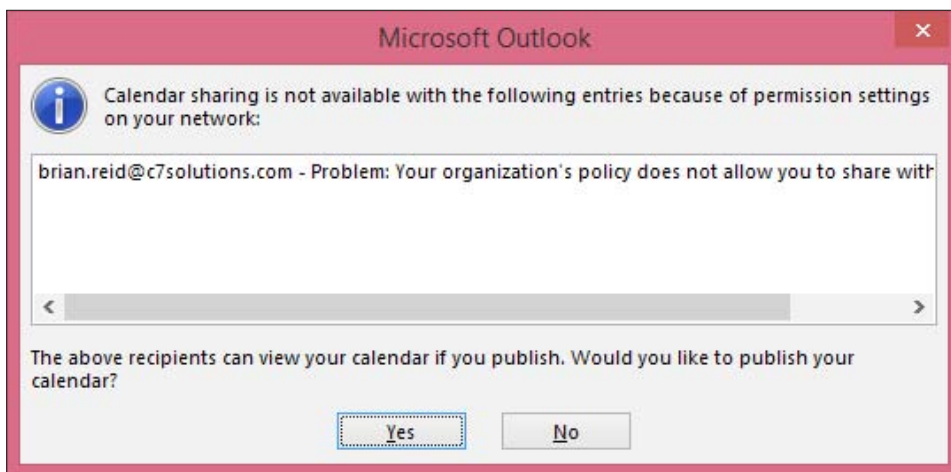 Microsoft Outlook
Calendar sharing is not available with the following entries because of permission settings
on your network:
brian.reid@c7solutions.com - Problem: Your organization's policy does not allow you to share with
The above recipients can view your calendar if you publish. Would you like to publish your
calendar?
Yes No